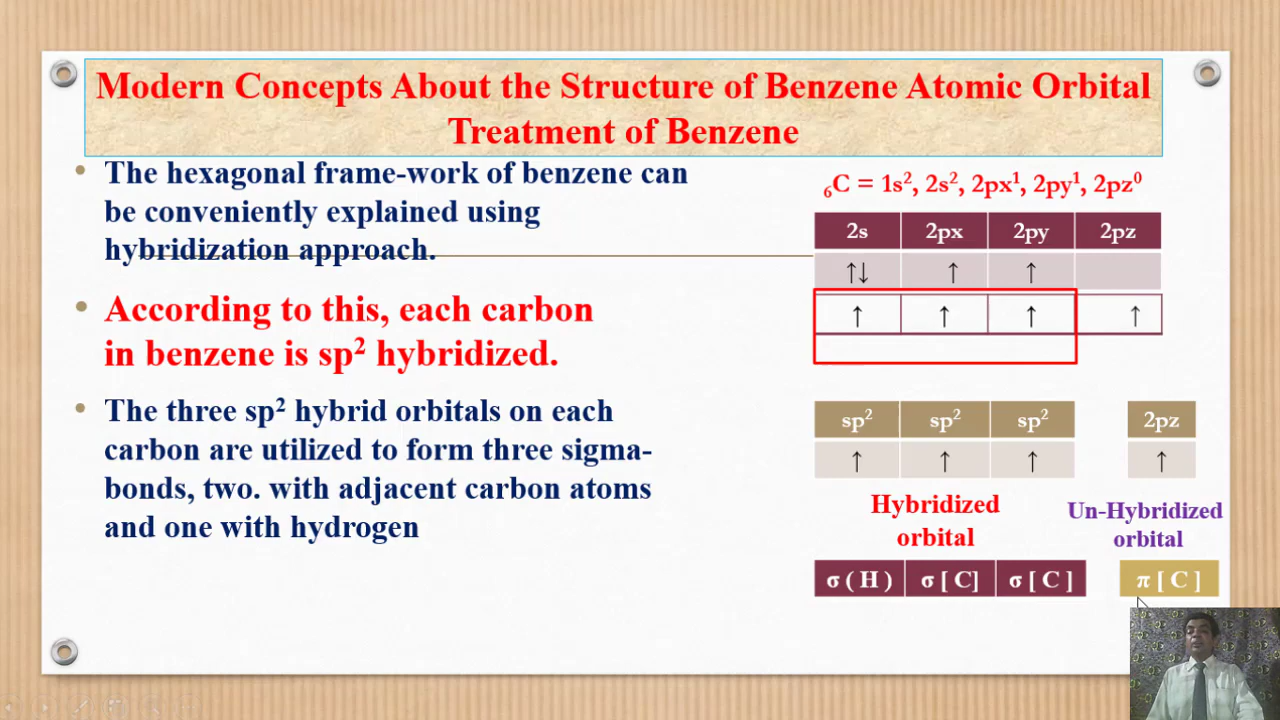 Modern Concepts About the Structure of Benzene Atomic Orbital
Treatment of Benzene
• The hexagonal frame-work of benzene can
be conveniently explained using
hybridization approach.
• According to this, each carbon
in benzene is sp² hybridized.
• The three sp² hybrid orbitals on each
carbon are utilized to form three sigma-
bonds, two. with adjacent carbon atoms
and one with hydrogen
₆C = 1s², 2s², 2px¹, 2py¹, 2pz⁰
2s 2px 2py 2pz
↑↓ ↑ ↑
↑ ↑ ↑ ↑
sp² sp² sp² 2pz
↑ ↑ ↑ ↑
Hybridized
orbital
Un-Hybridized
orbital
σ ( H ) σ [ C] σ [ C ] π [ C ]